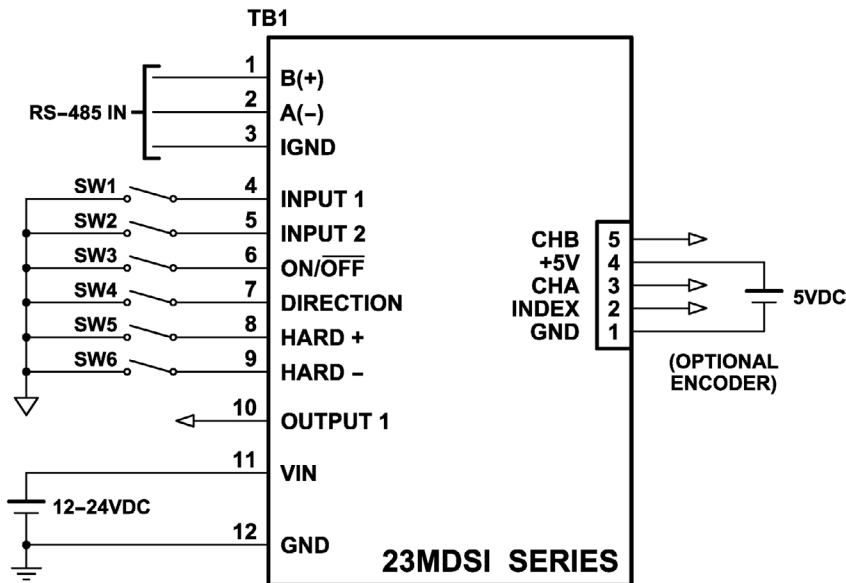 TB1
RS-485 IN
1 B(+)
2 A(-)
3 IGND
SW1 4 INPUT 1
SW2 5 INPUT 2
SW3 6 ON/O̅F̅F̅
SW4 7 DIRECTION
SW5 8 HARD +
SW6 9 HARD -
10 OUTPUT 1
11 VIN
12-24VDC
12 GND
CHB 5
+5V 4
CHA 3
INDEX 2
GND 1
5VDC
(OPTIONAL
ENCODER)
23MDSI SERIES